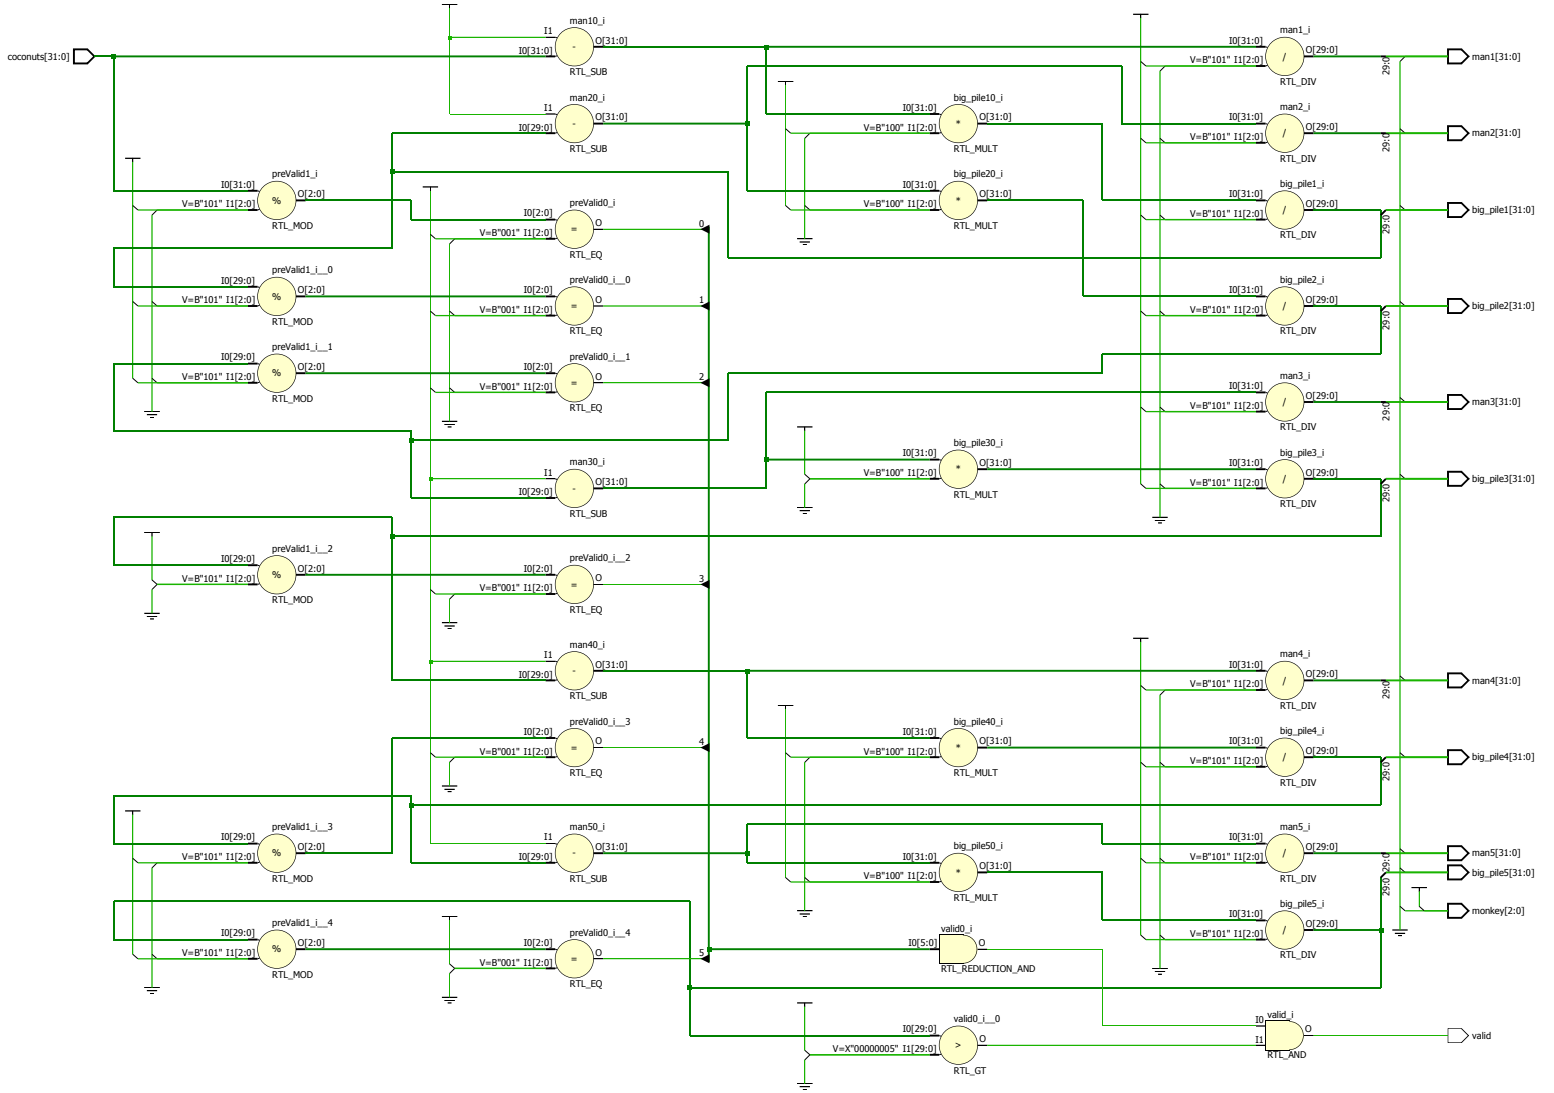 coconuts[31:0]
man10_i
I1
I0[31:0]
-
O[31:0]
RTL_SUB
man1_i
I0[31:0]
V=B"101" I1[2:0]
/
O[29:0]
RTL_DIV
29:0
man1[31:0]
man20_i
I1
I0[29:0]
-
O[31:0]
RTL_SUB
big_pile10_i
I0[31:0]
V=B"100" I1[2:0]
*
O[31:0]
RTL_MULT
man2_i
I0[31:0]
V=B"101" I1[2:0]
/
O[29:0]
RTL_DIV
29:0
man2[31:0]
preValid1_i
I0[31:0]
V=B"101" I1[2:0]
%
O[2:0]
RTL_MOD
preValid0_i
I0[2:0]
V=B"001" I1[2:0]
=
O
RTL_EQ
0
big_pile20_i
I0[31:0]
V=B"100" I1[2:0]
*
O[31:0]
RTL_MULT
big_pile1_i
I0[31:0]
V=B"101" I1[2:0]
/
O[29:0]
RTL_DIV
29:0
big_pile1[31:0]
preValid1_i__0
I0[29:0]
V=B"101" I1[2:0]
%
O[2:0]
RTL_MOD
preValid0_i__0
I0[2:0]
V=B"001" I1[2:0]
=
O
RTL_EQ
1
big_pile2_i
I0[31:0]
V=B"101" I1[2:0]
/
O[29:0]
RTL_DIV
29:0
big_pile2[31:0]
preValid1_i__1
I0[29:0]
V=B"101" I1[2:0]
%
O[2:0]
RTL_MOD
preValid0_i__1
I0[2:0]
V=B"001" I1[2:0]
=
O
RTL_EQ
2
man3_i
I0[31:0]
V=B"101" I1[2:0]
/
O[29:0]
RTL_DIV
29:0
man3[31:0]
man30_i
I1
I0[29:0]
-
O[31:0]
RTL_SUB
big_pile30_i
I0[31:0]
V=B"100" I1[2:0]
*
O[31:0]
RTL_MULT
big_pile3_i
I0[31:0]
V=B"101" I1[2:0]
/
O[29:0]
RTL_DIV
29:0
big_pile3[31:0]
preValid1_i__2
I0[29:0]
V=B"101" I1[2:0]
%
O[2:0]
RTL_MOD
preValid0_i__2
I0[2:0]
V=B"001" I1[2:0]
=
O
RTL_EQ
3
man40_i
I1
I0[29:0]
-
O[31:0]
RTL_SUB
man4_i
I0[31:0]
V=B"101" I1[2:0]
/
O[29:0]
RTL_DIV
29:0
man4[31:0]
preValid0_i__3
I0[2:0]
V=B"001" I1[2:0]
=
O
RTL_EQ
4
big_pile40_i
I0[31:0]
V=B"100" I1[2:0]
*
O[31:0]
RTL_MULT
big_pile4_i
I0[31:0]
V=B"101" I1[2:0]
/
O[29:0]
RTL_DIV
29:0
big_pile4[31:0]
preValid1_i__3
I0[29:0]
V=B"101" I1[2:0]
%
O[2:0]
RTL_MOD
man50_i
I1
I0[29:0]
-
O[31:0]
RTL_SUB
big_pile50_i
I0[31:0]
V=B"100" I1[2:0]
*
O[31:0]
RTL_MULT
man5_i
I0[31:0]
V=B"101" I1[2:0]
/
O[29:0]
RTL_DIV
29:0
man5[31:0]
29:0
big_pile5[31:0]
monkey[2:0]
preValid1_i__4
I0[29:0]
V=B"101" I1[2:0]
%
O[2:0]
RTL_MOD
preValid0_i__4
I0[2:0]
V=B"001" I1[2:0]
=
O
RTL_EQ
5
valid0_i
I0[5:0]
O
RTL_REDUCTION_AND
big_pile5_i
I0[31:0]
V=B"101" I1[2:0]
/
O[29:0]
RTL_DIV
valid0_i__0
I0[29:0]
V=X"00000005" I1[29:0]
>
O
RTL_GT
valid_i
I0
I1
O
RTL_AND
valid